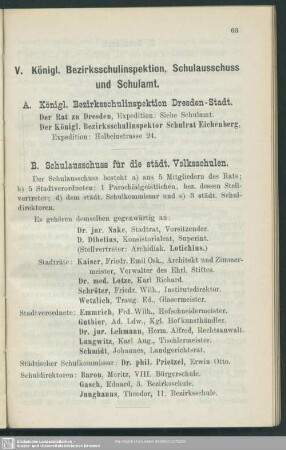 63
V. Königl. Bezirksschulinspektion, Schulausschuss
und Schulamt.
A. Königl. Bezirksschulinspektion Dresden-Stadt.
Der Rat zu Dresden, Expedition: Siehe Schulamt.
Der Königl. Bezirksschulinspektor Schulrat Eichenberg,
Expedition: Holbeinstrasse 24.
B. Schulausschuss für die städt. Volksschulen.
Der Schulausschuss besteht a) aus 5 Mitgliedern des Rats;
b) 5 Stadtverordneten; 1 Parochialgeistlichen, bez. dessen Stell-
vertreter; d) dem städt. Schulkommissar und e) 3 städt. Schul-
direktoren.
Es gehören demselben gegenwärtig an:
Dr. jur. Nake, Stadtrat, Vorsitzender.
D. Dibelius, Konsistorialrat, Superint.
(Stellvertreter: Archidiak. Lotichius.)
Stadträte: Kaiser, Friedr. Emil Osk., Architekt und Zimmer-
meister, Verwalter des Ehrl. Stiftes.
Dr. med. Lotze, Karl Richard.
Schröter, Friedr. Wilh., Institutsdirektor.
Wetzlich, Traug. Ed., Glasermeister.
Stadtverordnete: Emmrich, Frd. Wilh., Hofschneidermeister.
Guthier, Ad. Ldw., Kgl. Hofkunsthändler.
Dr. jur. Lehmann, Herm. Alfred, Rechtsanwalt.
Lungwitz, Karl Aug., Tischlermeister.
Schmidt, Johannes, Landgerichtsrat.
Städtischer Schulkommissar: Dr. phil. Prietzel, Erwin Otto.
Schuldirektoren: Baron, Moritz, VIII. Bürgerschule.
Gasch, Eduard, 3. Bezirksschule.
Junghanns, Theodor, 11. Bezirksschule.